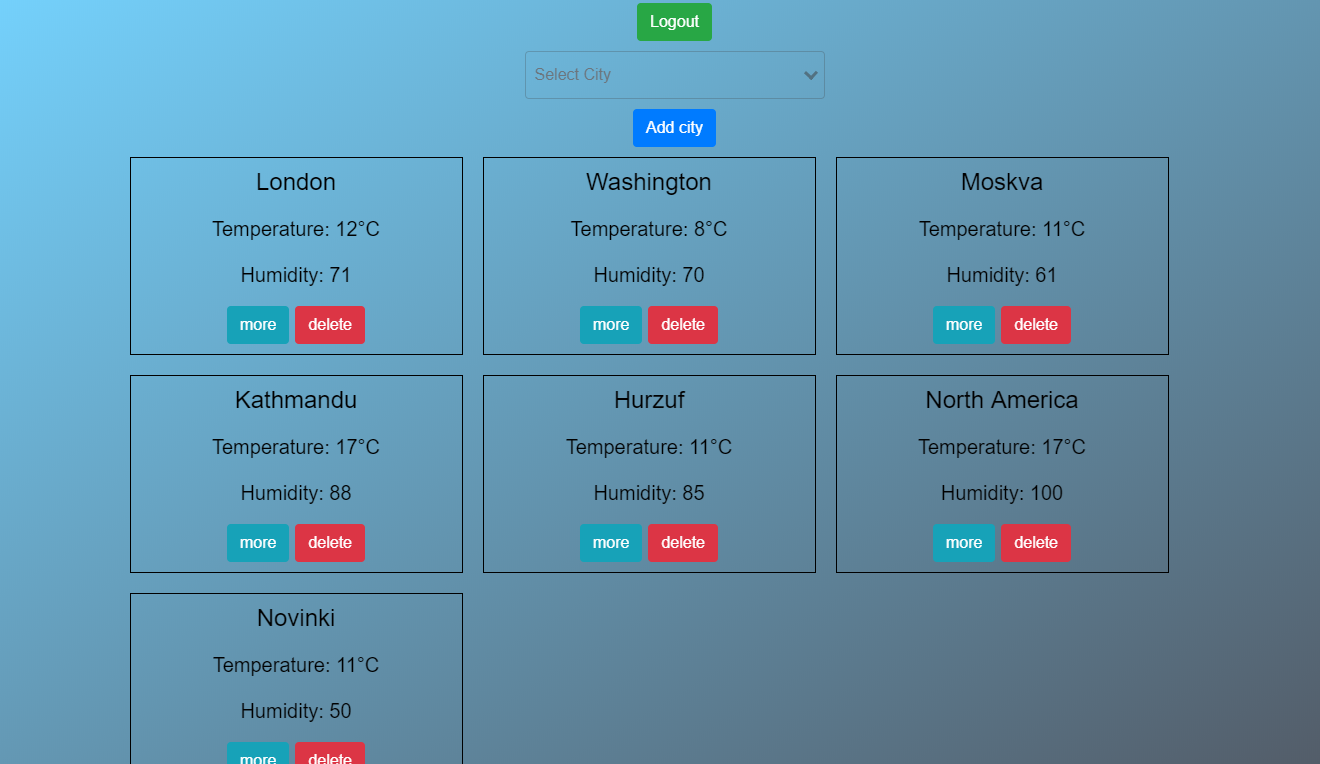 Logout
Select City
Add city
London
Temperature: 12°C
Humidity: 71
more delete
Washington
Temperature: 8°C
Humidity: 70
more delete
Moskva
Temperature: 11°C
Humidity: 61
more delete
Kathmandu
Temperature: 17°C
Humidity: 88
more delete
Hurzuf
Temperature: 11°C
Humidity: 85
more delete
North America
Temperature: 17°C
Humidity: 100
more delete
Novinki
Temperature: 11°C
Humidity: 50
more delete